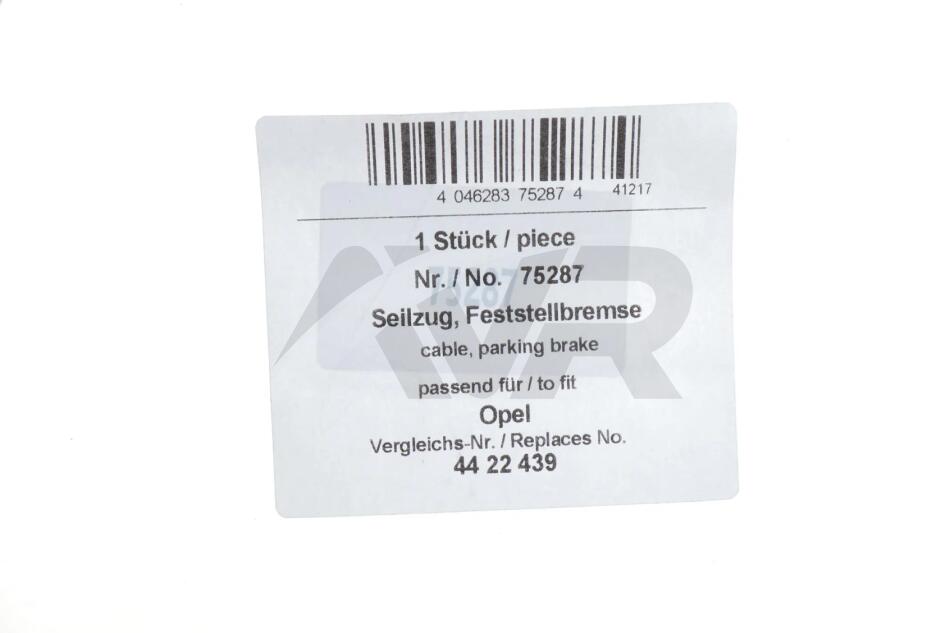 4 046283 75287 4 41217
1 Stück / piece
Nr. / No. 75287
Seilzug, Feststellbremse
cable, parking brake
passend für / to fit
Opel
Vergleichs-Nr. / Replaces No.
44 22 439
75287